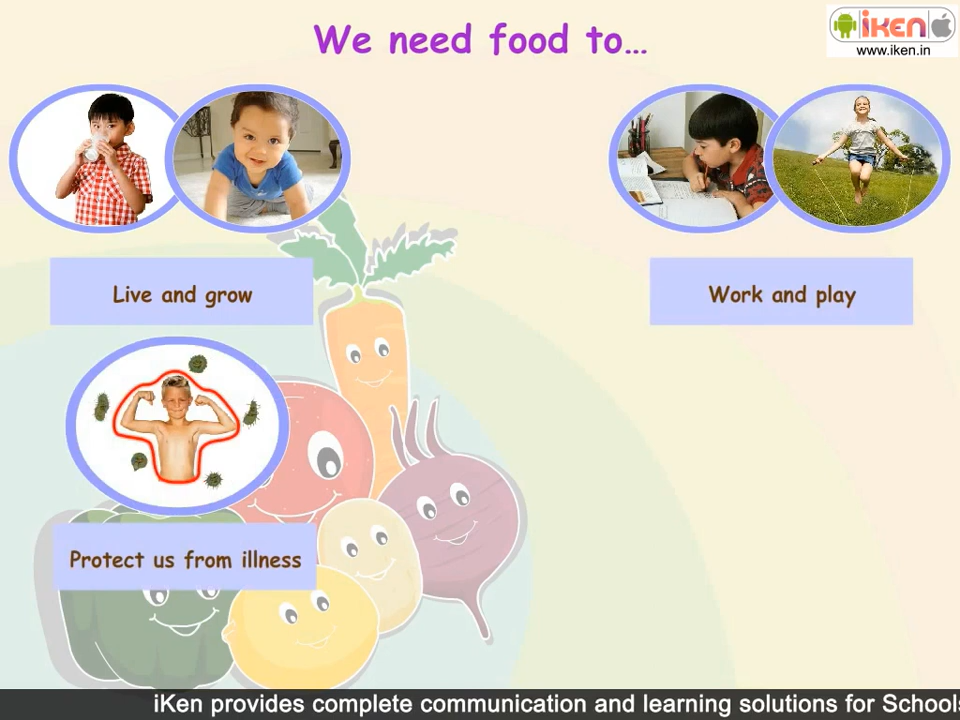 We need food to...
iken
www.iken.in
Live and grow
Work and play
Protect us from illness
iKen provides complete communication and learning solutions for Schools